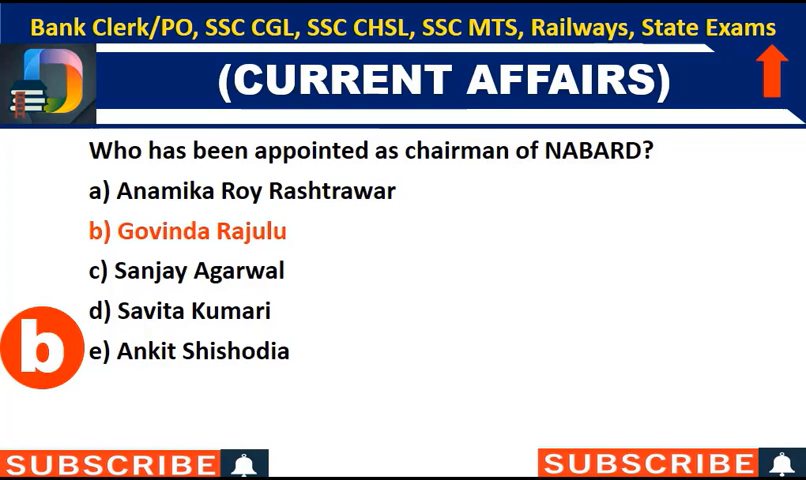 Bank Clerk/PO, SSC CGL, SSC CHSL, SSC MTS, Railways, State Exams
(CURRENT AFFAIRS)
Who has been appointed as chairman of NABARD?
a) Anamika Roy Rashtrawar
b) Govinda Rajulu
c) Sanjay Agarwal
d) Savita Kumari
b
e) Ankit Shishodia
SUBSCRIBE
SUBSCRIBE